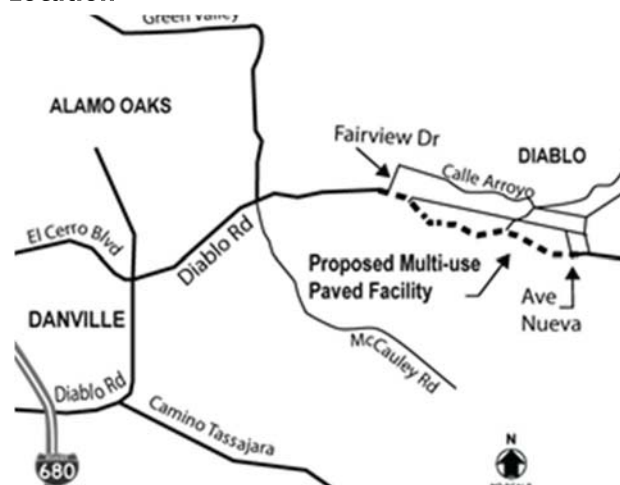 Location
Green Valley
ALAMO OAKS
Fairview Dr
DIABLO
Calle Arroyo
El Cerro Blvd
Diablo Rd
Proposed Multi-use
Paved Facility
Ave
Nueva
DANVILLE
McCauley Rd
Diablo Rd
Camino Tassajara
680
N